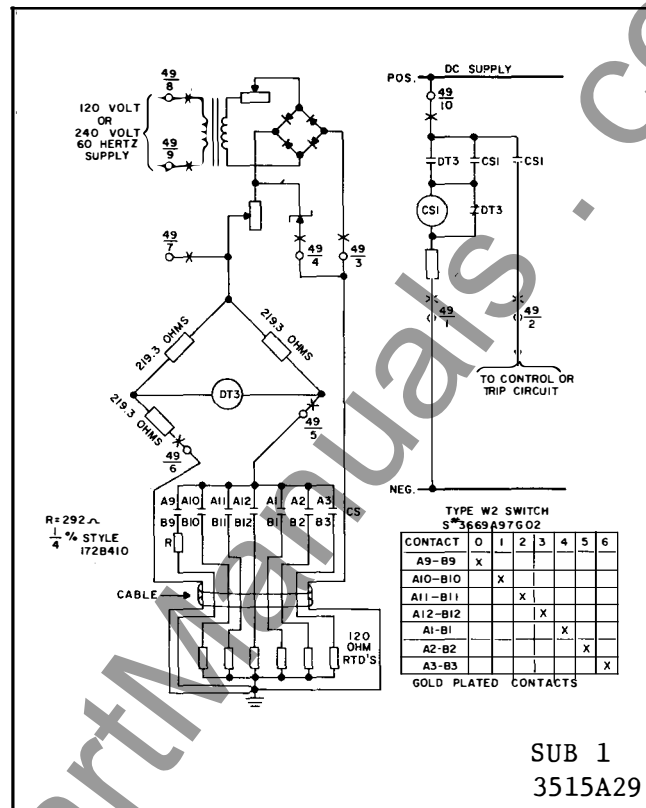 DC SUPPLY
POS.
49
8
49
10
120 VOLT
OR
240 VOLT
60 HERTZ
SUPPLY
49
9
DT3
CS1
CS1
CS1
DT3
49
7
49
4
49
3
49
1
49
2
219.3 OHMS
219.3 OHMS
DT3
219.3 OHMS
49
5
49
6
TO CONTROL OR
TRIP CIRCUIT
NEG.
A9 A10 A11 A12 A1 A2 A3
CS
B9 B10 B11 B12 B1 B2 B3
R=292Ω
1/4 % STYLE
172B410
R
CABLE
120
OHM
RTD'S
TYPE W2 SWITCH
S#3669A97G02
CONTACT 0 1 2 3 4 5 6
A9-B9 X
A10-B10 X
A11-B11 X
A12-B12 X
A1-B1 X
A2-B2 X
A3-B3 X
GOLD PLATED CONTACTS
SUB 1
3515A29